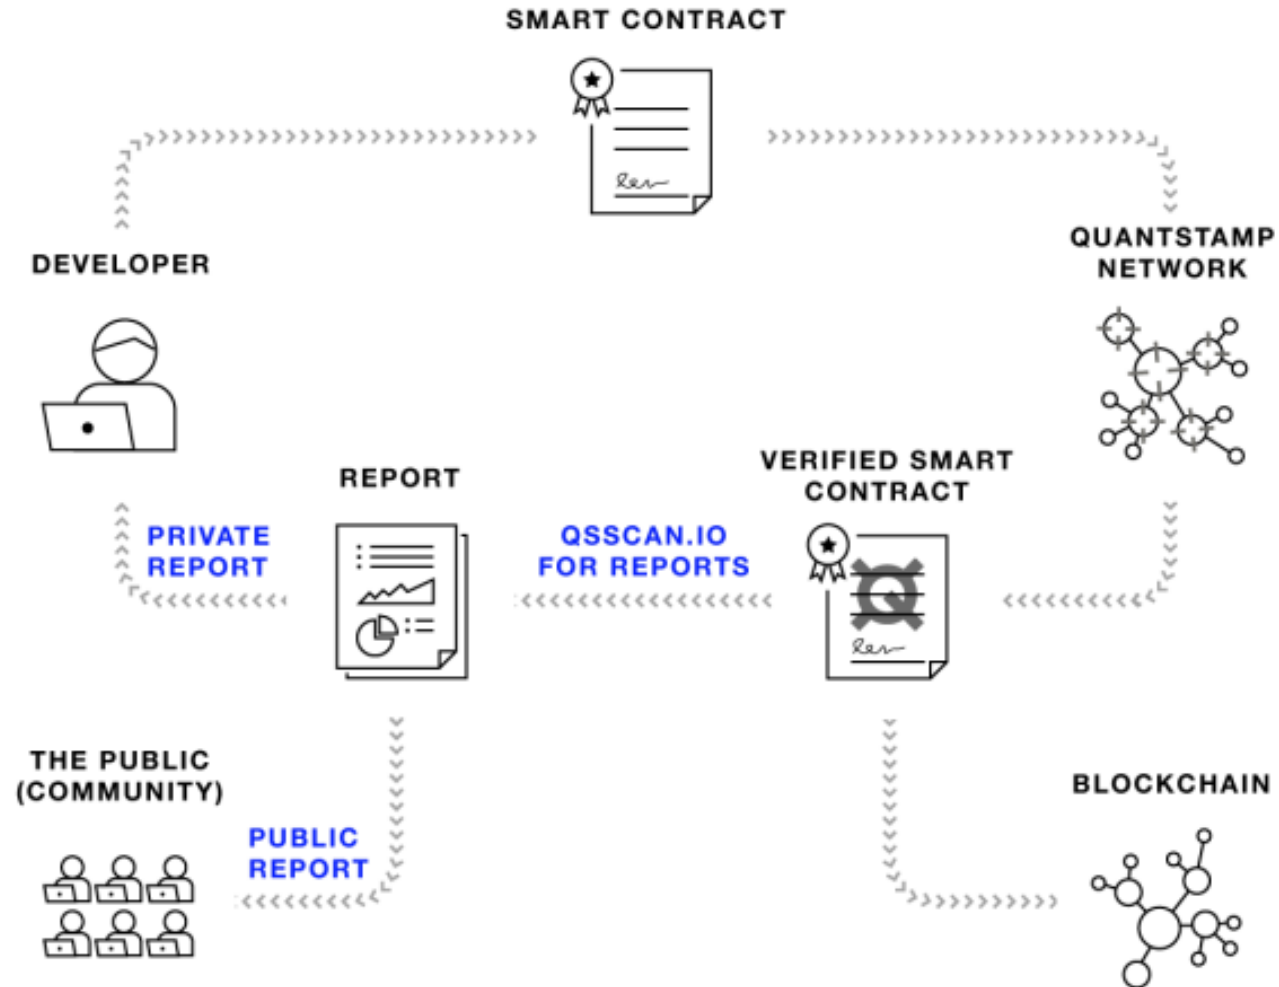 SMART CONTRACT
DEVELOPER
QUANTSTAMP
NETWORK
REPORT
VERIFIED SMART
CONTRACT
PRIVATE
REPORT
QSSCAN.IO
FOR REPORTS
THE PUBLIC
(COMMUNITY)
BLOCKCHAIN
PUBLIC
REPORT